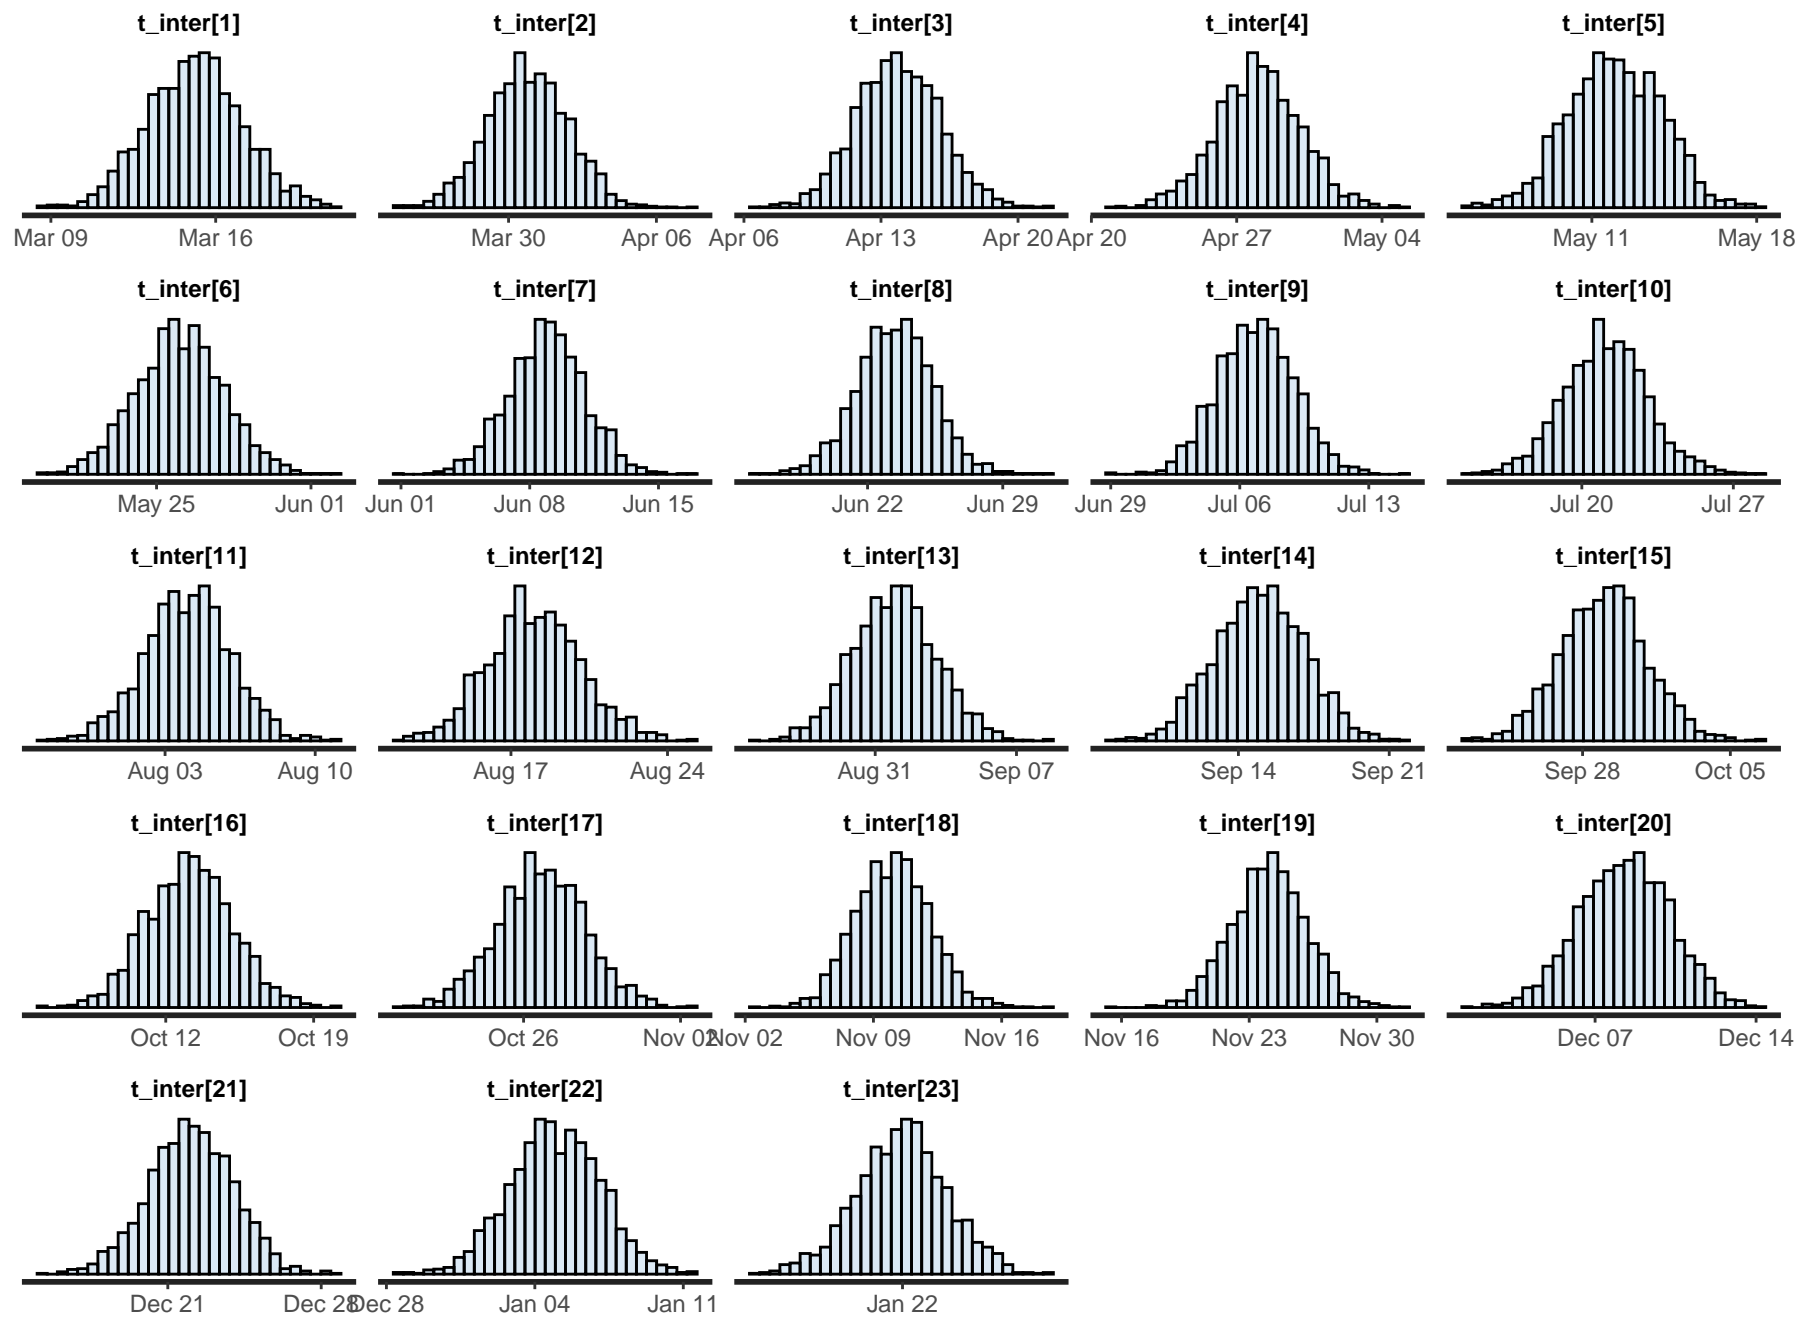 t_inter[1] t_inter[2] t_inter[3] t_inter[4] t_inter[5]
Mar 09 Mar 16 Mar 30 Apr 06 Apr 06 Apr 13 Apr 20 Apr 20 Apr 27 May 04 May 11 May 18
t_inter[6] t_inter[7] t_inter[8] t_inter[9] t_inter[10]
May 25 Jun 01 Jun 01 Jun 08 Jun 15 Jun 22 Jun 29 Jun 29 Jul 06 Jul 13 Jul 20 Jul 27
t_inter[11] t_inter[12] t_inter[13] t_inter[14] t_inter[15]
Aug 03 Aug 10 Aug 17 Aug 24 Aug 31 Sep 07 Sep 14 Sep 21 Sep 28 Oct 05
t_inter[16] t_inter[17] t_inter[18] t_inter[19] t_inter[20]
Oct 12 Oct 19 Oct 26 Nov 02 Nov 02 Nov 09 Nov 16 Nov 16 Nov 23 Nov 30 Dec 07 Dec 14
t_inter[21] t_inter[22] t_inter[23]
Dec 21 Dec 28 Dec 28 Jan 04 Jan 11 Jan 22